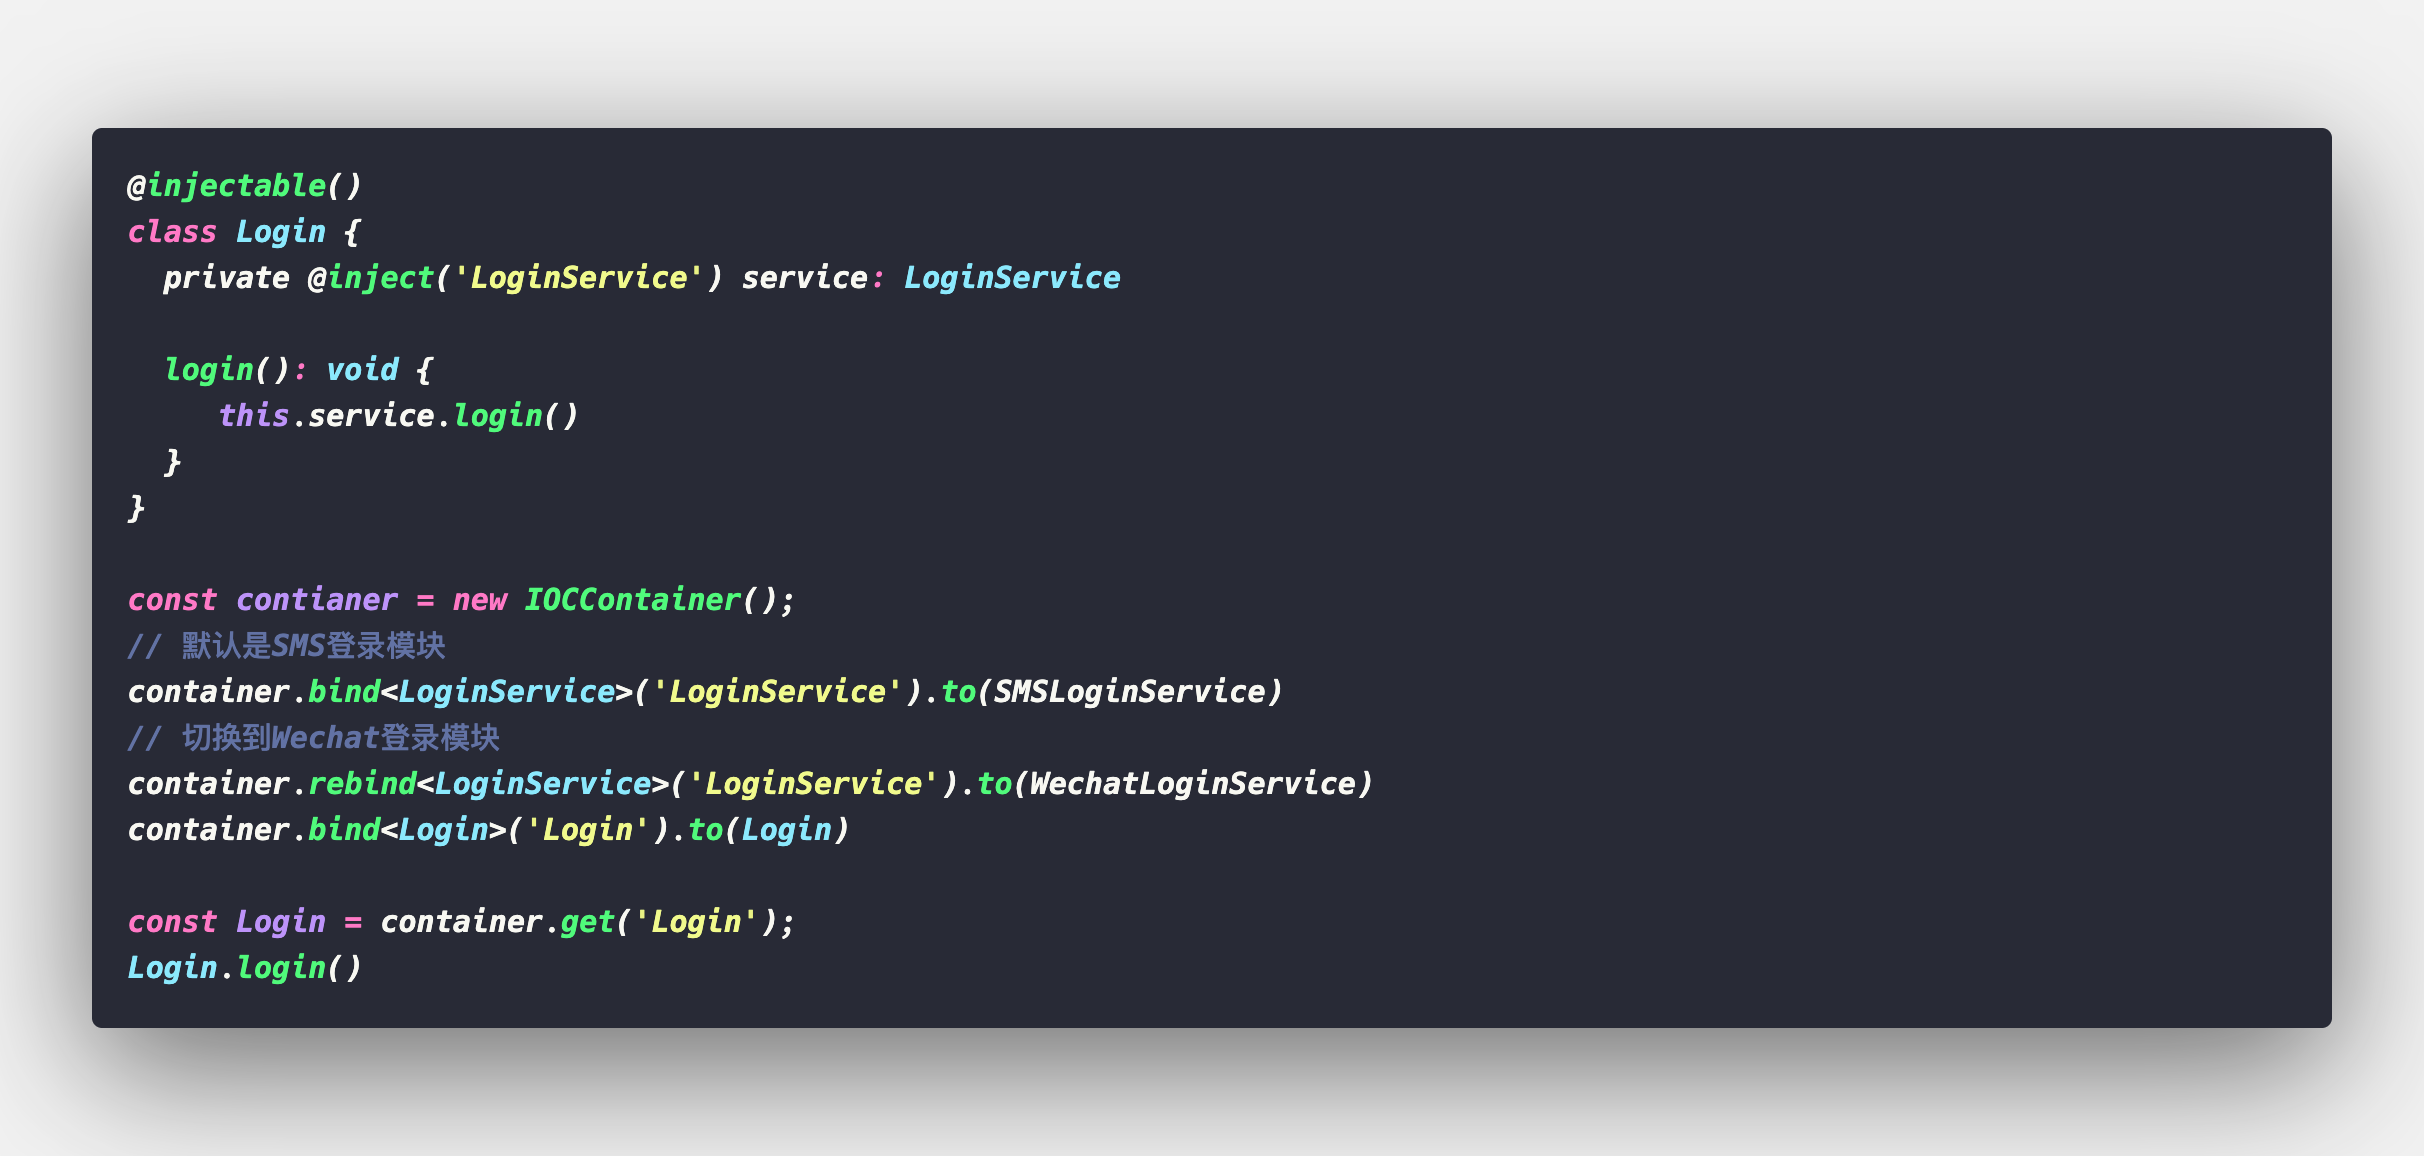 @injectable()
class Login {
  private @inject('LoginService') service: LoginService

  login(): void {
     this.service.login()
  }
}

const contianer = new IOCContainer();
// 默认是SMS登录模块
container.bind<LoginService>('LoginService').to(SMSLoginService)
// 切换到Wechat登录模块
container.rebind<LoginService>('LoginService').to(WechatLoginService)
container.bind<Login>('Login').to(Login)

const Login = container.get('Login');
Login.login()